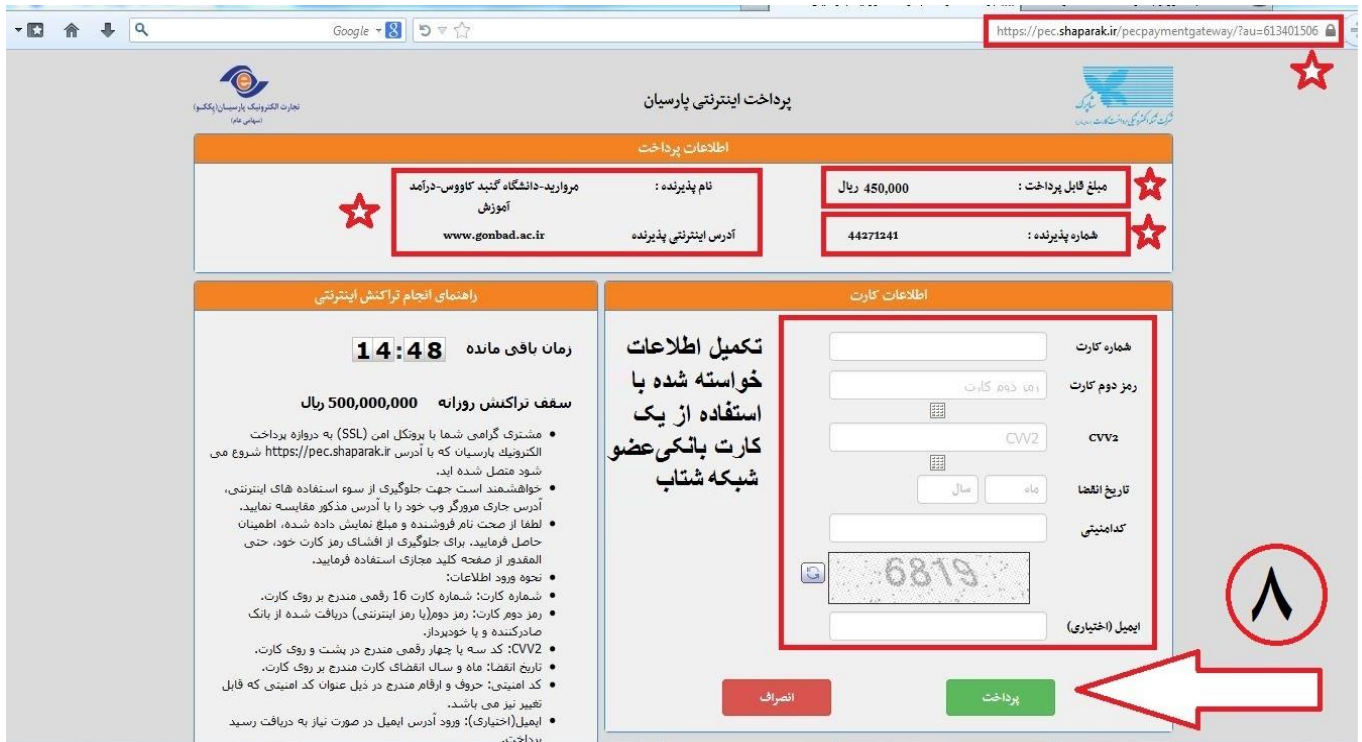 Google
https://pec.shaparak.ir/pecpaymentgateway/?au=613401506
پرداخت اینترنتی پارسیان
تجارت الکترونیک پارسیان(پککو)
(سهامی عام)
شاپرک
اطلاعات پرداخت
مبلغ قابل پرداخت : 450,000 ریال
نام پذیرنده : مروارید-دانشگاه گنبد کاووس-درآمد
آموزش
شماره پذیرنده : 44271241
آدرس اینترنتی پذیرنده www.gonbad.ac.ir
اطلاعات کارت
شماره کارت
رمز دوم کارت رمز دوم کارت
CVV2 CVV2
تاریخ انقضا ماه سال
کدامنیتی
6819
ایمیل (اختیاری)
پرداخت
انصراف
تکمیل اطلاعات
خواسته شده با
استفاده از یک
کارت بانکی‌عضو
شبکه شتاب
۸
راهنمای انجام تراکنش اینترنتی
زمان باقی مانده 14:48
سقف تراکنش روزانه 500,000,000 ریال
• مشتری گرامی شما با پروتکل امن (SSL) به دروازه پرداخت
الکترونیك پارسیان که با آدرس https://pec.shaparak.ir شروع می
شود متصل شده اید.
• خواهشمند است جهت جلوگیری از سوء استفاده های اینترنتی،
آدرس جاری مرورگر وب خود را با آدرس مذکور مقایسه نمایید.
• لطفا از صحت نام فروشنده و مبلغ نمایش داده شده، اطمینان
حاصل فرمایید. برای جلوگیری از افشای رمز کارت خود، حتی
المقدور از صفحه کلید مجازی استفاده فرمایید.
• نحوه ورود اطلاعات:
• شماره کارت: شماره کارت 16 رقمی مندرج بر روی کارت.
• رمز دوم کارت: رمز دوم(یا رمز اینترنتی) دریافت شده از بانک
صادرکننده و یا خودپرداز.
• CVV2: کد سه یا چهار رقمی مندرج در پشت و روی کارت.
• تاریخ انقضا: ماه و سال انقضای کارت مندرج بر روی کارت.
• کد امنیتی: حروف و ارقام مندرج در ذیل عنوان کد امنیتی که قابل
تغییر نیز می باشد.
• ایمیل(اختیاری): ورود آدرس ایمیل در صورت نیاز به دریافت رسید
پرداخت.